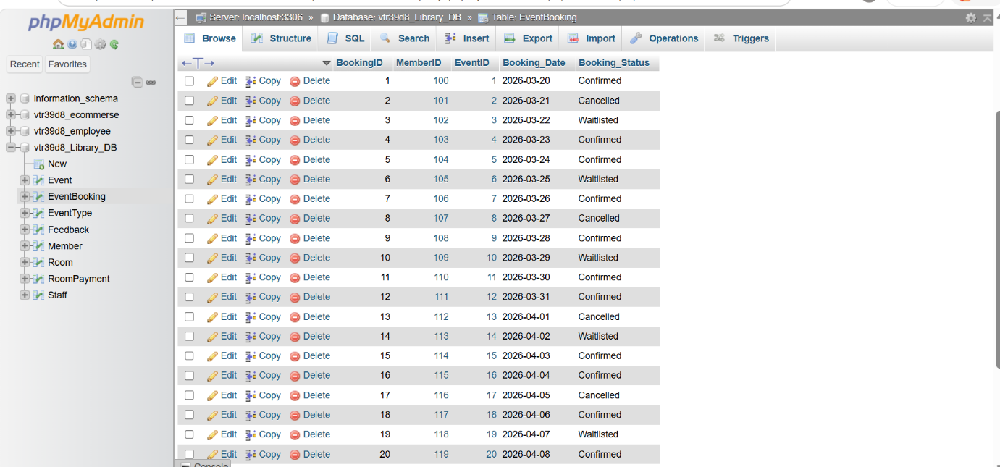 phpMyAdmin
Recent Favorites
information_schema
vtr39d8_ecommerse
vtr39d8_employee
vtr39d8_Library_DB
New
Event
EventBooking
EventType
Feedback
Member
Room
RoomPayment
Staff
Server: localhost:3306 » Database: vtr39d8_Library_DB » Table: EventBooking
Browse Structure SQL Search Insert Export Import Operations Triggers
←T→ BookingID MemberID EventID Booking_Date Booking_Status
Edit Copy Delete 1 100 1 2026-03-20 Confirmed
Edit Copy Delete 2 101 2 2026-03-21 Cancelled
Edit Copy Delete 3 102 3 2026-03-22 Waitlisted
Edit Copy Delete 4 103 4 2026-03-23 Confirmed
Edit Copy Delete 5 104 5 2026-03-24 Confirmed
Edit Copy Delete 6 105 6 2026-03-25 Waitlisted
Edit Copy Delete 7 106 7 2026-03-26 Confirmed
Edit Copy Delete 8 107 8 2026-03-27 Cancelled
Edit Copy Delete 9 108 9 2026-03-28 Confirmed
Edit Copy Delete 10 109 10 2026-03-29 Waitlisted
Edit Copy Delete 11 110 11 2026-03-30 Confirmed
Edit Copy Delete 12 111 12 2026-03-31 Confirmed
Edit Copy Delete 13 112 13 2026-04-01 Cancelled
Edit Copy Delete 14 113 14 2026-04-02 Waitlisted
Edit Copy Delete 15 114 15 2026-04-03 Confirmed
Edit Copy Delete 16 115 16 2026-04-04 Confirmed
Edit Copy Delete 17 116 17 2026-04-05 Cancelled
Edit Copy Delete 18 117 18 2026-04-06 Confirmed
Edit Copy Delete 19 118 19 2026-04-07 Waitlisted
Edit Copy Delete 20 119 20 2026-04-08 Confirmed
Console